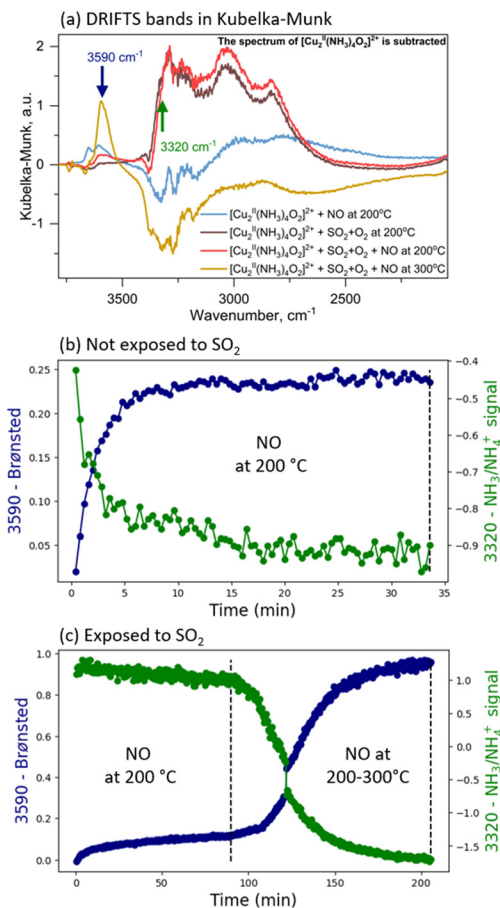 (a) DRIFTS bands in Kubelka-Munk
The spectrum of [Cu₂ᴵᴵ(NH₃)₄O₂]²⁺ is subtracted
3590 cm⁻¹
3320 cm⁻¹
Kubelka-Munk, a.u.
2
1
0
-1
[Cu₂ᴵᴵ(NH₃)₄O₂]²⁺ + NO at 200°C
[Cu₂ᴵᴵ(NH₃)₄O₂]²⁺ + SO₂+O₂ at 200°C
[Cu₂ᴵᴵ(NH₃)₄O₂]²⁺ + SO₂+O₂ + NO at 200°C
[Cu₂ᴵᴵ(NH₃)₄O₂]²⁺ + SO₂+O₂ + NO at 300°C
3500 3000 2500
Wavenumber, cm⁻¹
(b) Not exposed to SO₂
3590 - Brønsted
0.25
0.20
0.15
0.10
0.05
NO
at 200 °C
−0.4
−0.5
−0.6
−0.7
−0.8
−0.9
3320 - NH₃/NH₄⁺ signal
0 5 10 15 20 25 30 35
Time (min)
(c) Exposed to SO₂
3590 - Brønsted
1.0
0.8
0.6
0.4
0.2
0.0
NO
at 200 °C
NO at
200-300°C
1.0
0.5
0.0
−0.5
−1.0
−1.5
3320 - NH₃/NH₄⁺ signal
0 50 100 150 200
Time (min)